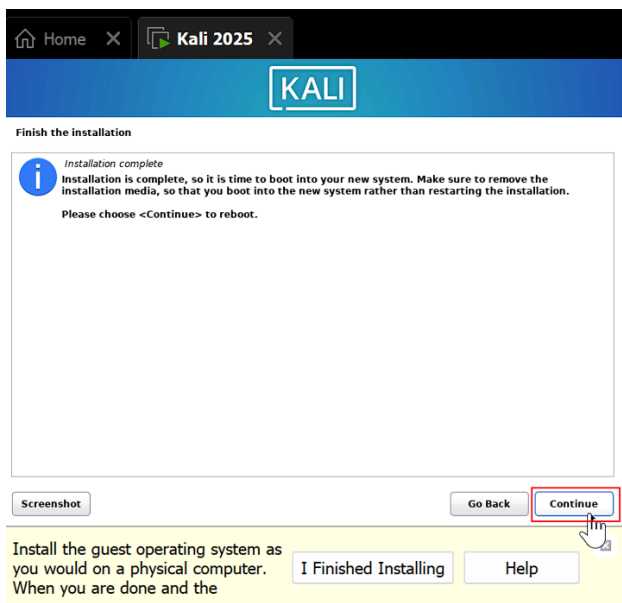 Home
Kali 2025
KALI
Finish the installation
Installation complete
Installation is complete, so it is time to boot into your new system. Make sure to remove the
installation media, so that you boot into the new system rather than restarting the installation.
Please choose <Continue> to reboot.
Screenshot
Go Back
Continue
Install the guest operating system as
you would on a physical computer.
When you are done and the
I Finished Installing
Help